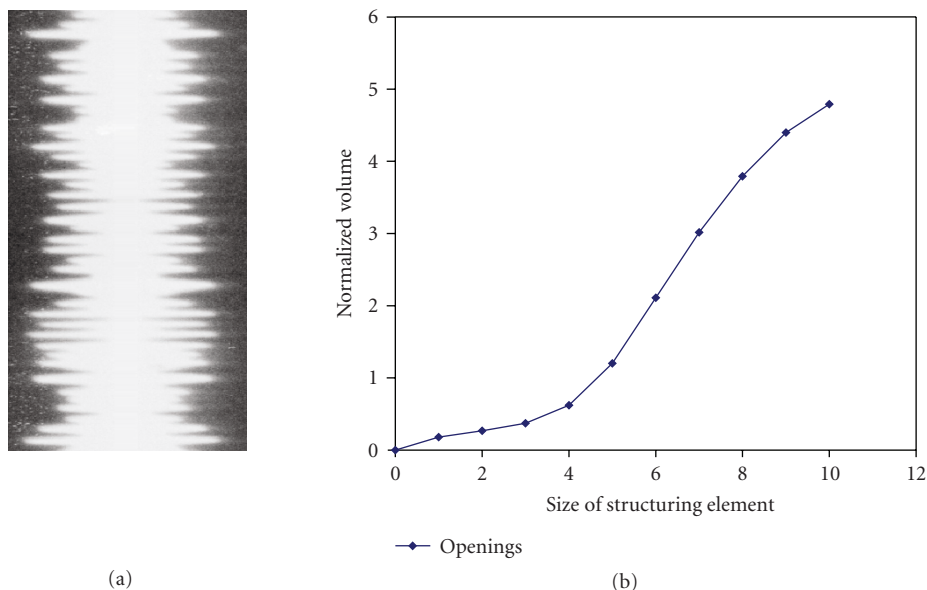 6
5
4
3
2
1
0
Normalized volume
0 2 4 6 8 10 12
Size of structuring element
Openings
(a)
(b)